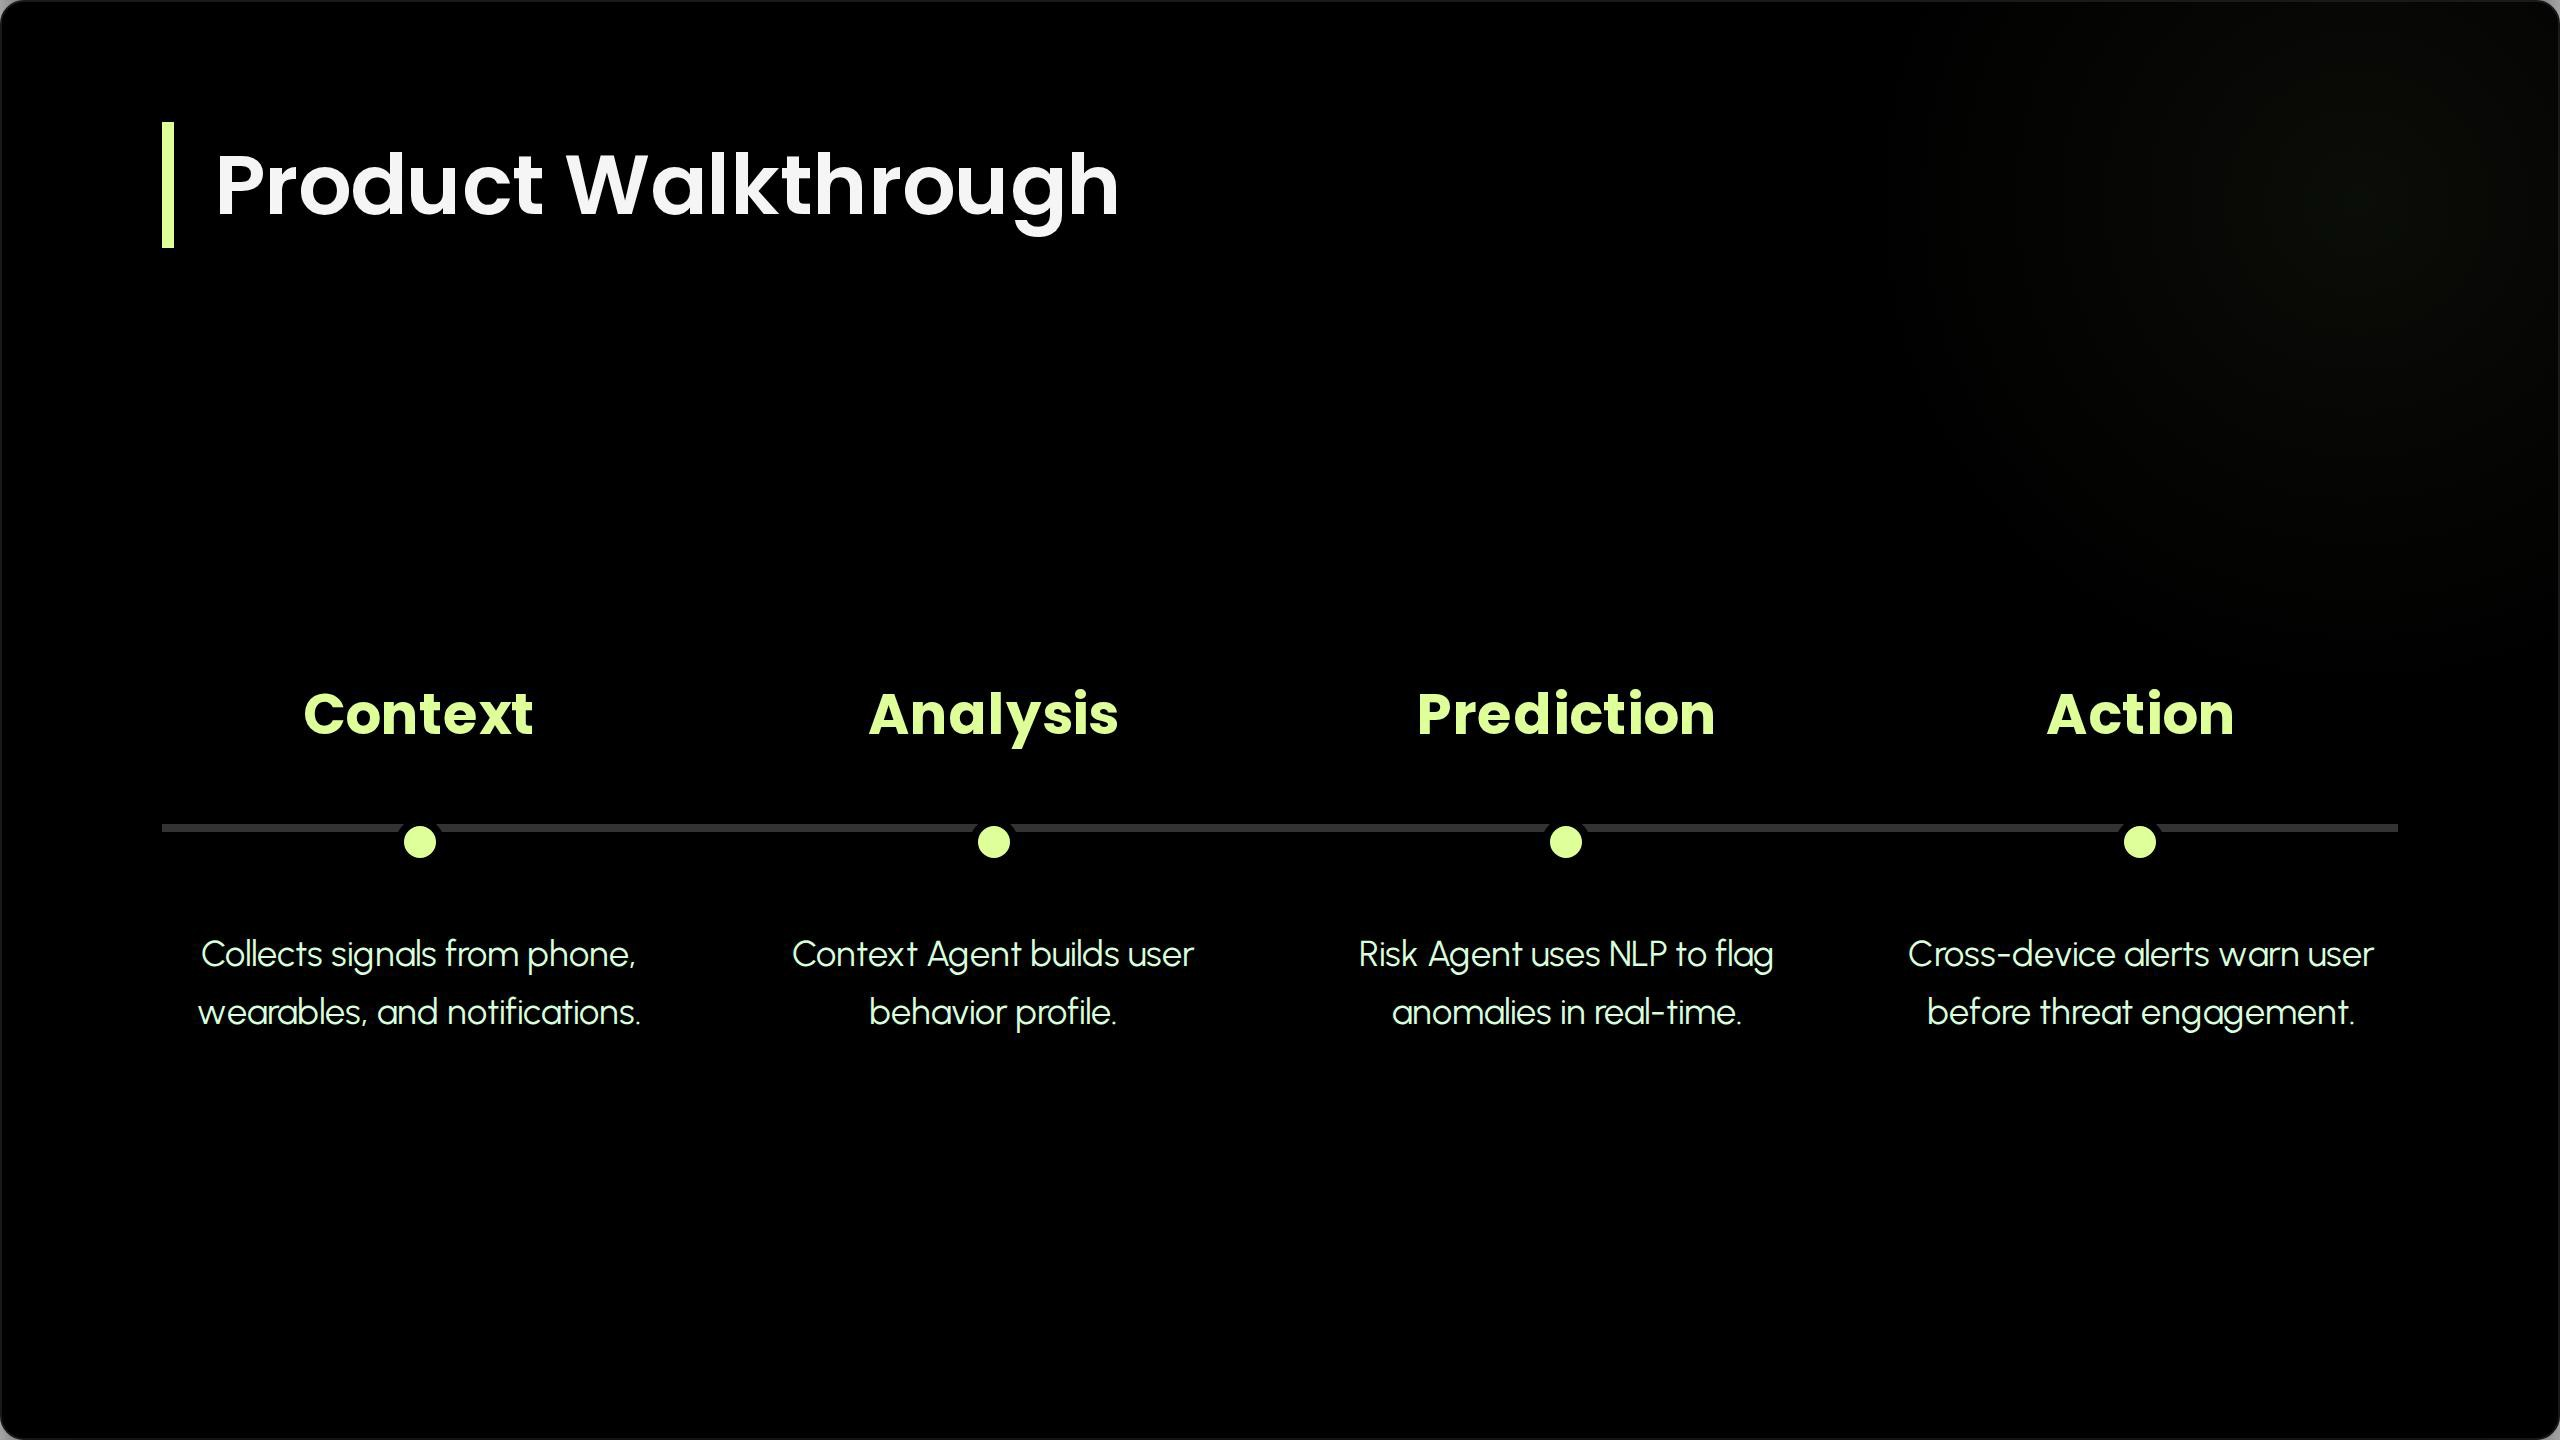 Product Walkthrough
Context
Analysis
Prediction
Action
Collects signals from phone,
wearables, and notifications.
Context Agent builds user
behavior profile.
Risk Agent uses NLP to flag
anomalies in real-time.
Cross-device alerts warn user
before threat engagement.